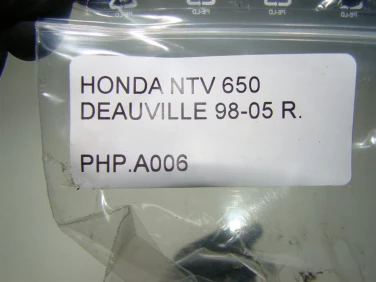 HONDA NTV 650
DEAUVILLE 98-05 R.
PHP.A006